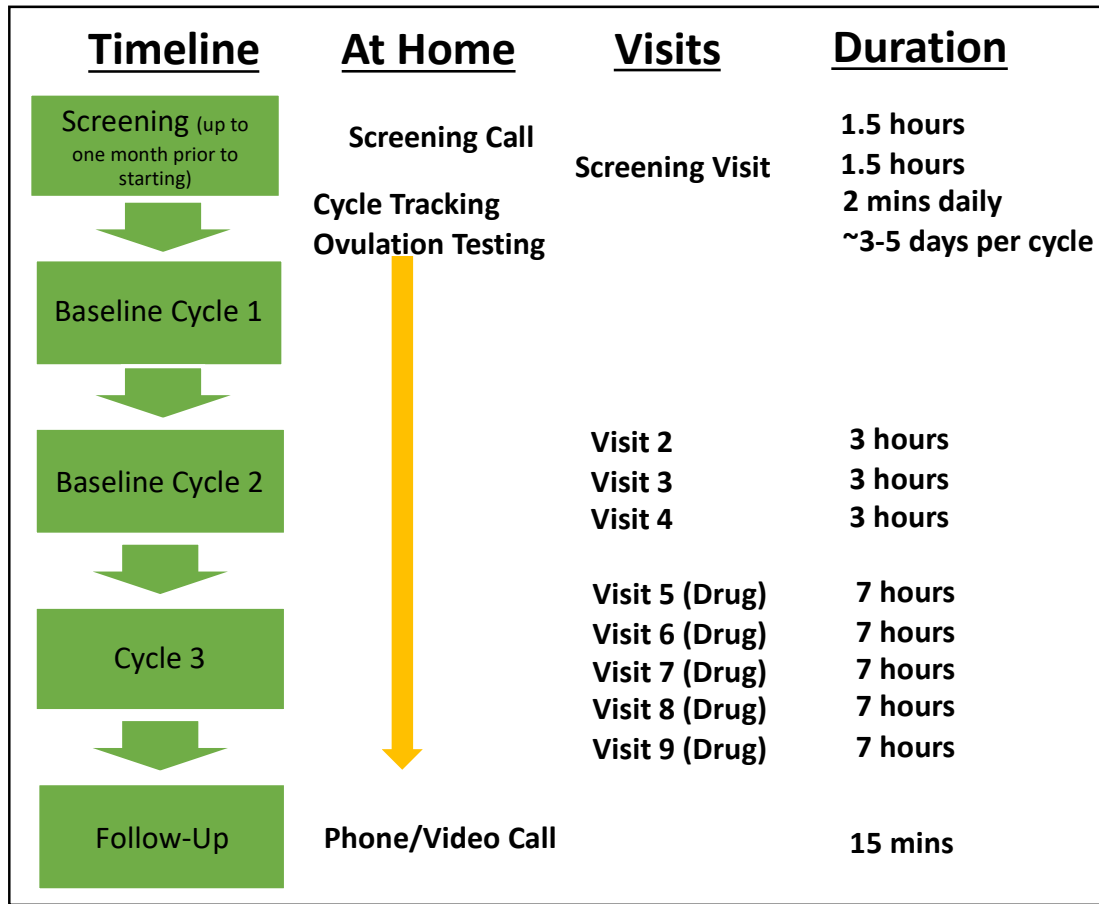 Timeline At Home Visits Duration
Screening (up to
one month prior to
starting)
Screening Call
1.5 hours
Screening Visit
1.5 hours
Cycle Tracking
2 mins daily
Ovulation Testing
~3-5 days per cycle
Baseline Cycle 1
Baseline Cycle 2
Visit 2 3 hours
Visit 3 3 hours
Visit 4 3 hours
Cycle 3
Visit 5 (Drug) 7 hours
Visit 6 (Drug) 7 hours
Visit 7 (Drug) 7 hours
Visit 8 (Drug) 7 hours
Visit 9 (Drug) 7 hours
Follow-Up
Phone/Video Call
15 mins